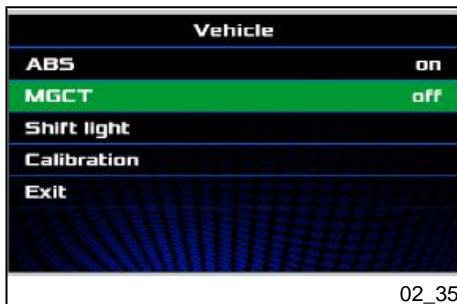 Vehicle
ABS on
MGCT off
Shift light
Calibration
Exit
02_35